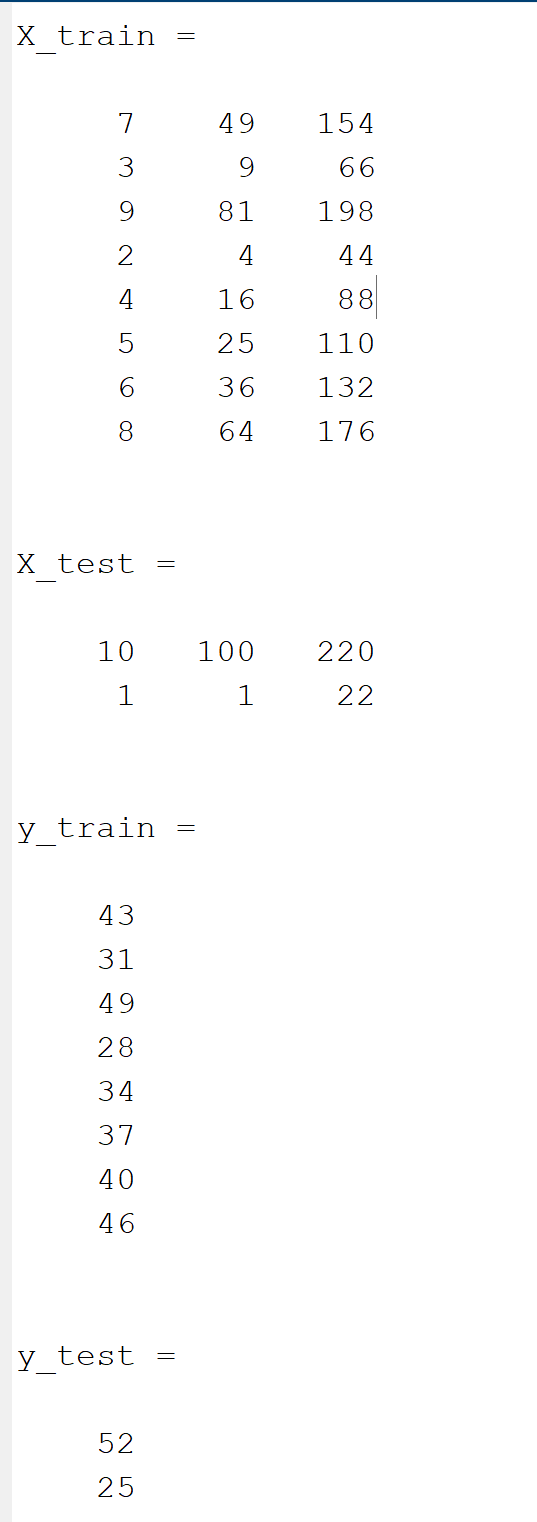 X_train =
7 49 154
3 9 66
9 81 198
2 4 44
4 16 88
5 25 110
6 36 132
8 64 176
X_test =
10 100 220
1 1 22
y_train =
43
31
49
28
34
37
40
46
y_test =
52
25